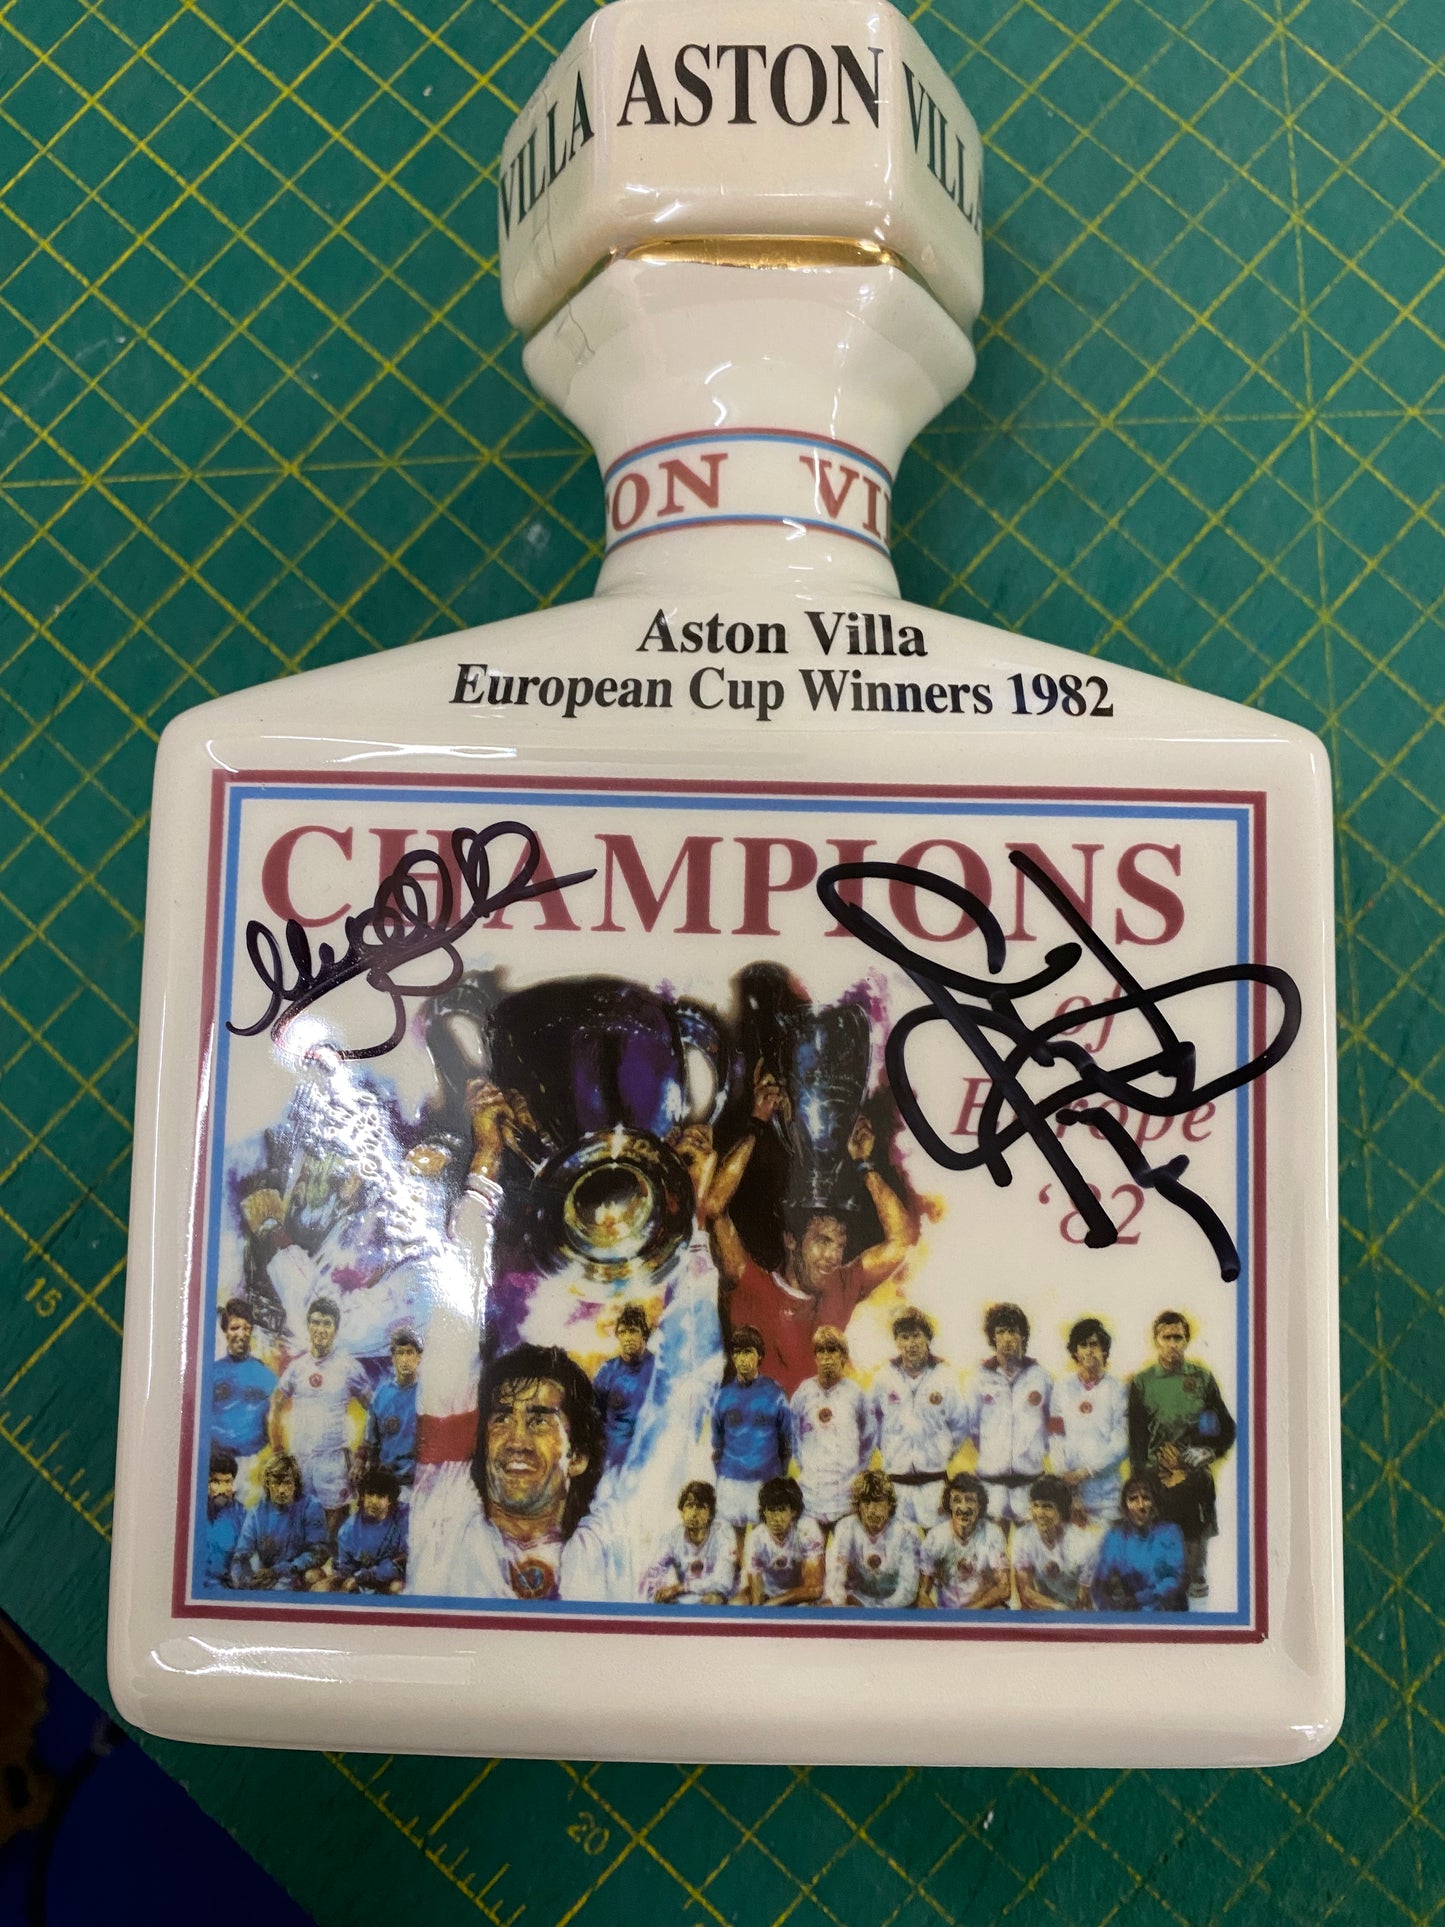 VILLA ASTON VILLA
ON VI
Aston Villa
European Cup Winners 1982
CHAMPIONS
of
Europe
'82
15
20